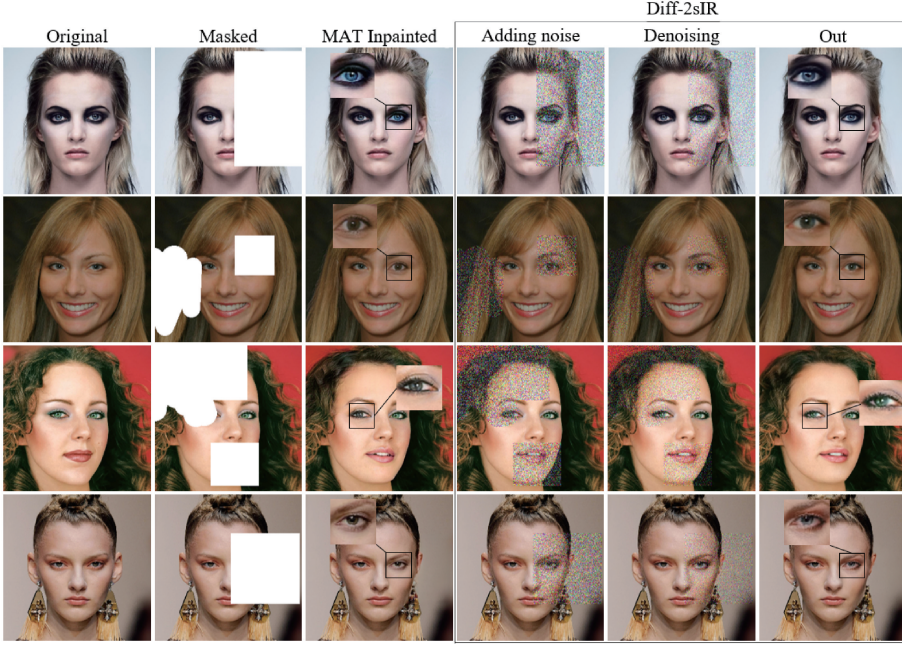 Diff-2sIR
Original
Masked
MAT Inpainted
Adding noise
Denoising
Out